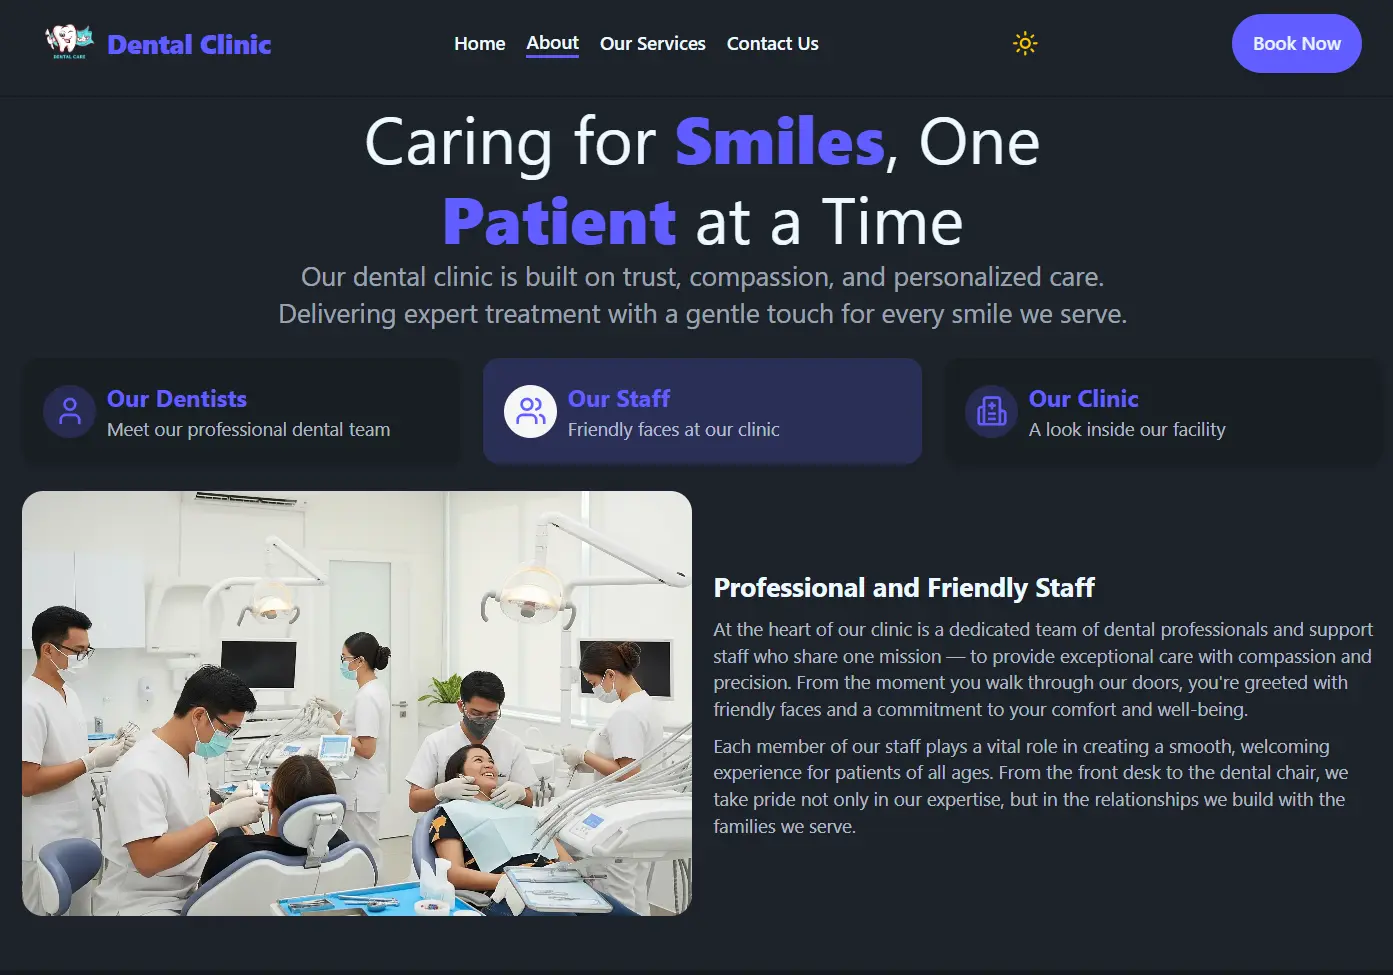 DENTAL CARE
Dental Clinic
Home
About
Our Services
Contact Us
Book Now
Caring for Smiles, One
Patient at a Time
Our dental clinic is built on trust, compassion, and personalized care.
Delivering expert treatment with a gentle touch for every smile we serve.
Our Dentists
Meet our professional dental team
Our Staff
Friendly faces at our clinic
Our Clinic
A look inside our facility
Professional and Friendly Staff
At the heart of our clinic is a dedicated team of dental professionals and support
staff who share one mission — to provide exceptional care with compassion and
precision. From the moment you walk through our doors, you're greeted with
friendly faces and a commitment to your comfort and well-being.
Each member of our staff plays a vital role in creating a smooth, welcoming
experience for patients of all ages. From the front desk to the dental chair, we
take pride not only in our expertise, but in the relationships we build with the
families we serve.